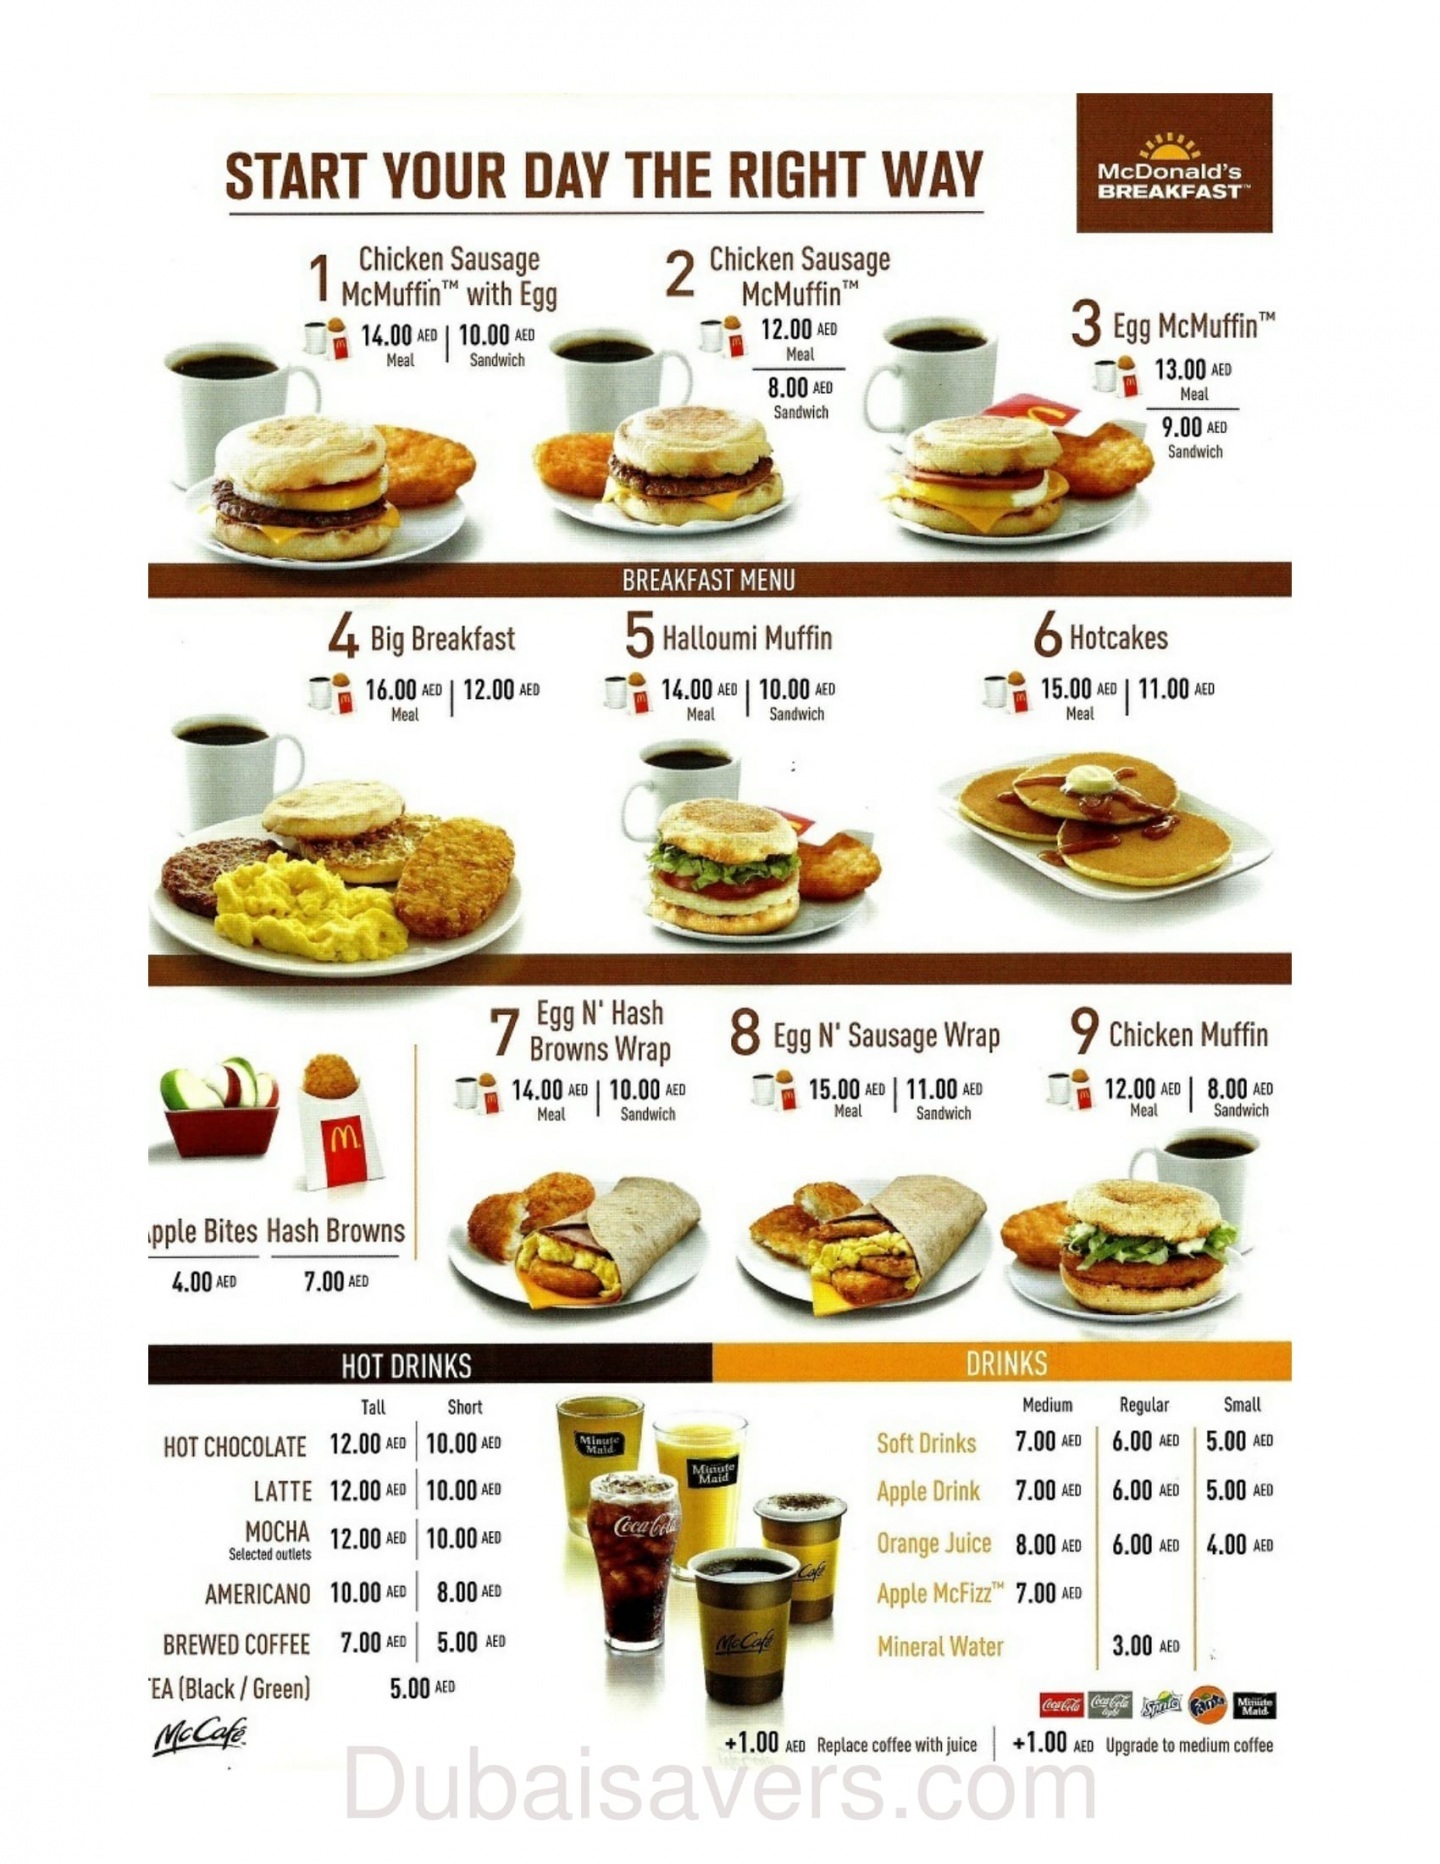 START YOUR DAY THE RIGHT WAY
McDonald's
BREAKFAST™
1 Chicken Sausage
McMuffin™ with Egg
14.00 AED | 10.00 AED
Meal Sandwich
2 Chicken Sausage
McMuffin™
12.00 AED
Meal
8.00 AED
Sandwich
3 Egg McMuffin™
13.00 AED
Meal
9.00 AED
Sandwich
BREAKFAST MENU
4 Big Breakfast
16.00 AED | 12.00 AED
Meal
5 Halloumi Muffin
14.00 AED | 10.00 AED
Meal Sandwich
6 Hotcakes
15.00 AED | 11.00 AED
Meal
pple Bites
4.00 AED
Hash Browns
7.00 AED
7 Egg N' Hash
Browns Wrap
14.00 AED | 10.00 AED
Meal Sandwich
8 Egg N' Sausage Wrap
15.00 AED | 11.00 AED
Meal Sandwich
9 Chicken Muffin
12.00 AED | 8.00 AED
Meal Sandwich
HOT DRINKS
Tall Short
HOT CHOCOLATE 12.00 AED 10.00 AED
LATTE 12.00 AED 10.00 AED
MOCHA 12.00 AED 10.00 AED
Selected outlets
AMERICANO 10.00 AED 8.00 AED
BREWED COFFEE 7.00 AED 5.00 AED
EA (Black / Green) 5.00 AED
McCafé
Minute
Maid
Minute
Maid
Coca-Cola
Café
McCafé
DRINKS
Medium Regular Small
Soft Drinks 7.00 AED 6.00 AED 5.00 AED
Apple Drink 7.00 AED 6.00 AED 5.00 AED
Orange Juice 8.00 AED 6.00 AED 4.00 AED
Apple McFizz™ 7.00 AED
Mineral Water 3.00 AED
Coca-Cola Coca-Cola light Sprite Fanta Minute Maid
+1.00 AED Replace coffee with juice | +1.00 AED Upgrade to medium coffee
Dubaisavers.com